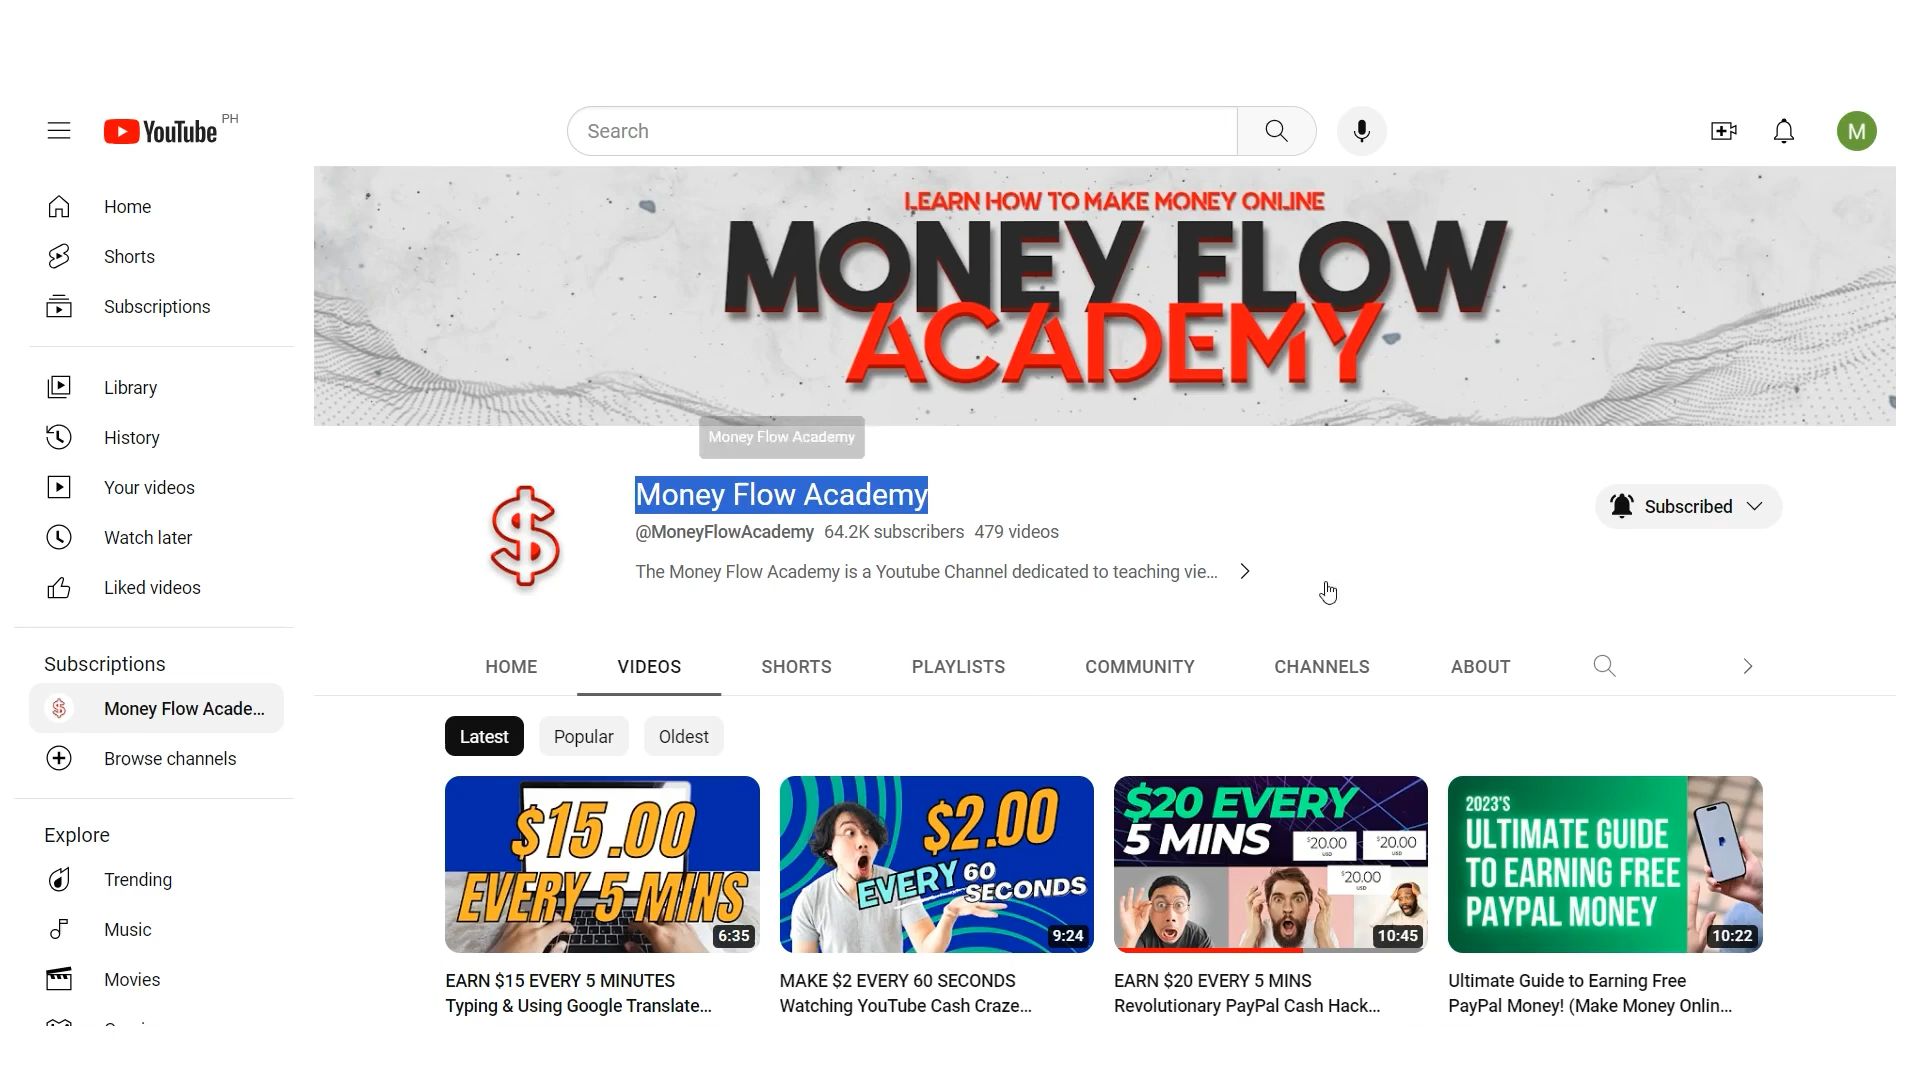 YouTube PH
Search
M
Home
Shorts
Subscriptions
Library
History
Your videos
Watch later
Liked videos
Subscriptions
Money Flow Acade...
Browse channels
Explore
Trending
Music
Movies
LEARN HOW TO MAKE MONEY ONLINE
MONEY FLOW
ACADEMY
Money Flow Academy
Money Flow Academy
@MoneyFlowAcademy 64.2K subscribers 479 videos
The Money Flow Academy is a Youtube Channel dedicated to teaching vie...
Subscribed
HOME VIDEOS SHORTS PLAYLISTS COMMUNITY CHANNELS ABOUT
Latest Popular Oldest
$15.00
EVERY 5 MINS
6:35
EARN $15 EVERY 5 MINUTES
Typing & Using Google Translate...
$2.00
EVERY 60
SECONDS
9:24
MAKE $2 EVERY 60 SECONDS
Watching YouTube Cash Craze...
$20 EVERY
5 MINS
$20.00
USD
$20.00
USD
$20.00
USD
10:45
EARN $20 EVERY 5 MINS
Revolutionary PayPal Cash Hack...
2023'S
ULTIMATE GUIDE
TO EARNING FREE
PAYPAL MONEY
10:22
Ultimate Guide to Earning Free
PayPal Money! (Make Money Onlin...